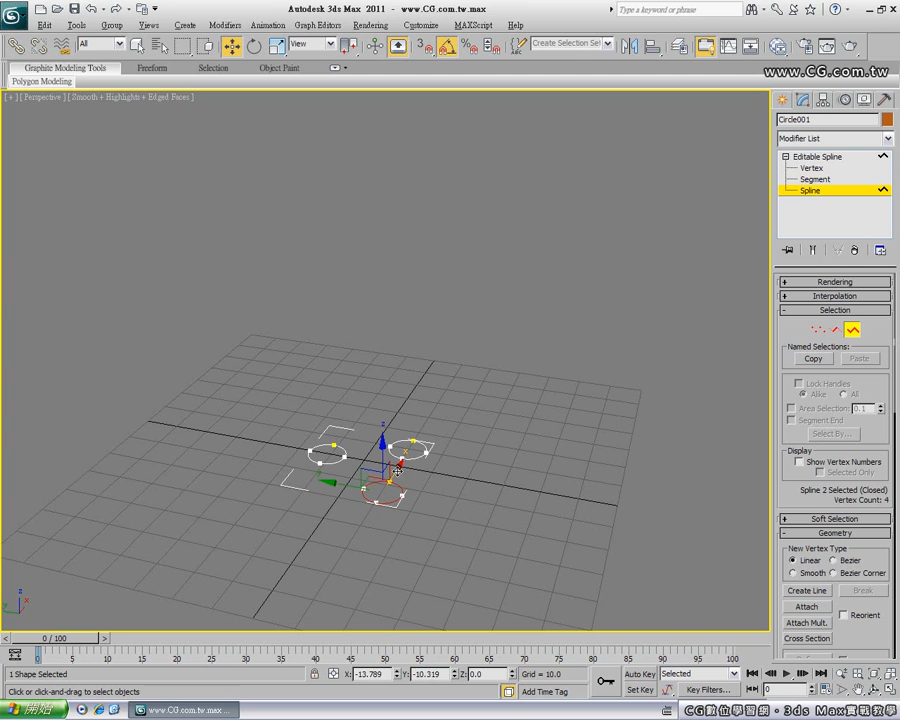 Autodesk 3ds Max 2011 - www.CG.com.tw.max
Type a keyword or phrase
Edit Tools Group Views Create Modifiers Animation Graph Editors Rendering Customize MAXScript Help
All View 3 Create Selection Set
Graphite Modeling Tools Freeform Selection Object Paint
Polygon Modeling
www.CG.com.tw
[ + ] [ Perspective ] [ Smooth + Highlights + Edged Faces ]
Circle001
Modifier List
Editable Spline
Vertex
Segment
Spline
+ Rendering
+ Interpolation
- Selection
Named Selections:
Copy Paste
Lock Handles
Alike All
Area Selection: 0.1
Segment End
Select By...
Display
Show Vertex Numbers
Selected Only
Spline 2 Selected (Closed)
Vertex Count: 4
+ Soft Selection
- Geometry
New Vertex Type
Linear Bezier
Smooth Bezier Corner
Create Line Break
Attach Reorient
Attach Mult.
Cross Section
z
x
y
z
x
< 0 / 100 >
0 5 10 15 20 25 30 35 40 45 50 55 60 65 70 75 80 85 90 95 100
1 Shape Selected X: -13.789 Y: -10.319 Z: 0.0 Grid = 10.0 Auto Key Selected
Click or click-and-drag to select objects Add Time Tag Set Key Key Filters... 0
開始 www.CG.com.tw.max ... CG數位學習網‧3ds Max實戰教學